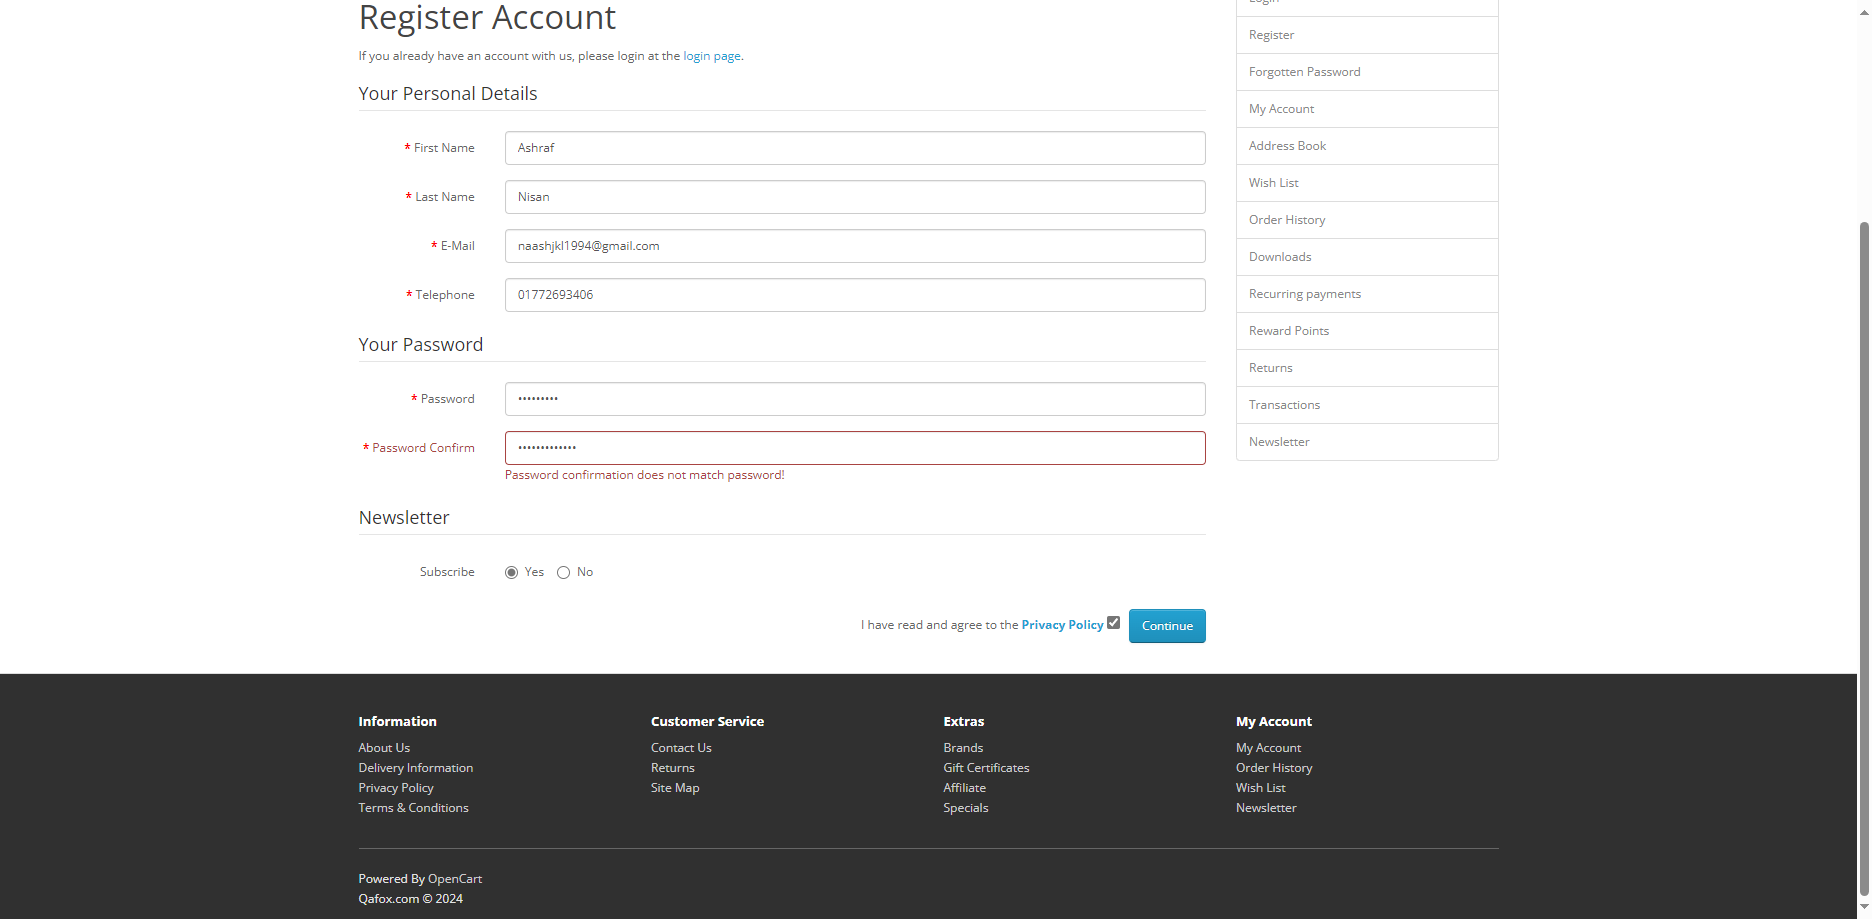 Register Account
If you already have an account with us, please login at the login page.
Your Personal Details
* First Name
Ashraf
* Last Name
Nisan
* E-Mail
naashjkl1994@gmail.com
* Telephone
01772693406
Your Password
* Password
•••••••••
* Password Confirm
•••••••••••••
Password confirmation does not match password!
Newsletter
Subscribe
Yes No
I have read and agree to the Privacy Policy
Continue
Login
Register
Forgotten Password
My Account
Address Book
Wish List
Order History
Downloads
Recurring payments
Reward Points
Returns
Transactions
Newsletter
Information
About Us
Delivery Information
Privacy Policy
Terms & Conditions
Customer Service
Contact Us
Returns
Site Map
Extras
Brands
Gift Certificates
Affiliate
Specials
My Account
My Account
Order History
Wish List
Newsletter
Powered By OpenCart
Qafox.com © 2024